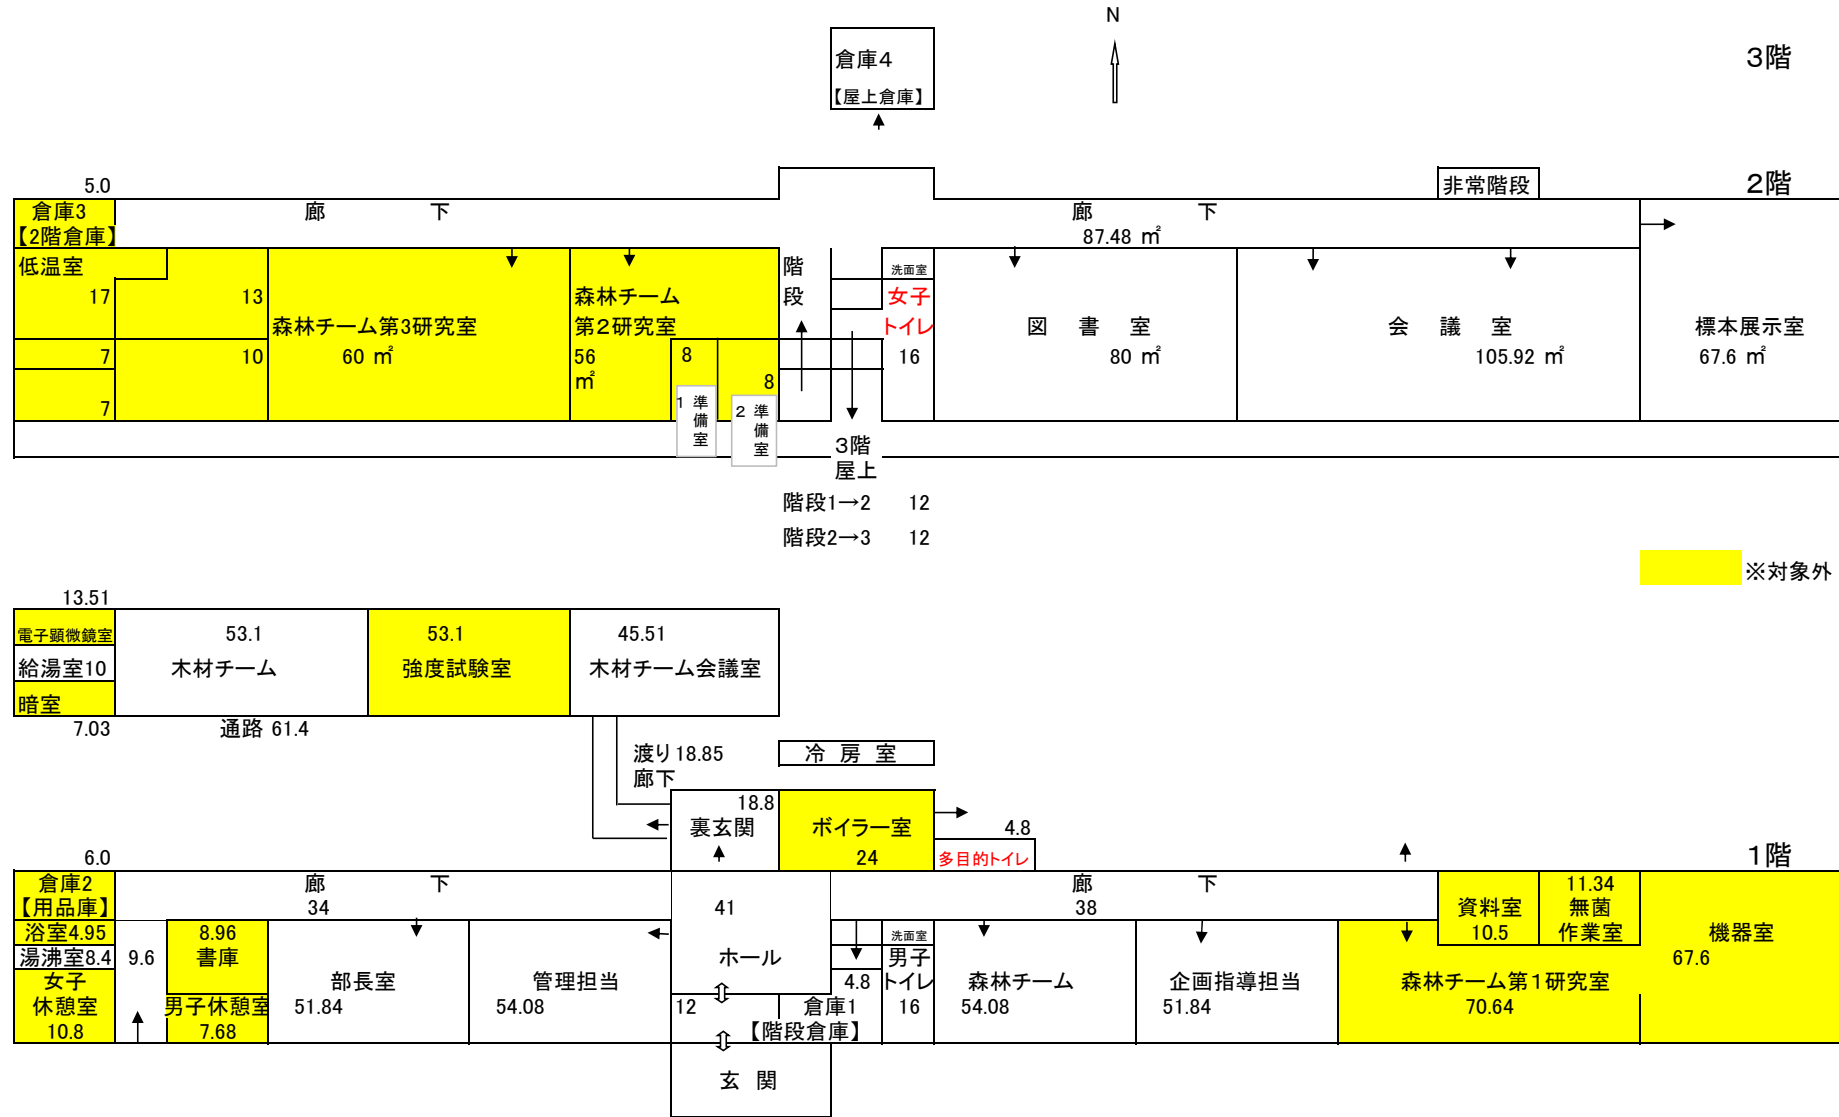 N
3階
倉庫4
【屋上倉庫】
2階
非常階段
5.0
倉庫3
【2階倉庫】
廊 下
廊 下
87.48 ㎡
低温室
17
13
7
10
7
森林チーム第3研究室
60 ㎡
森林チーム
第2研究室
56
㎡
8
8
1 準備室
2 準備室
階
段
洗面室
女子
トイレ
16
図 書 室
80 ㎡
会 議 室
105.92 ㎡
標本展示室
67.6 ㎡
3階
屋上
階段1→2 12
階段2→3 12
※対象外
13.51
電子顕微鏡室
給湯室10
暗室
7.03
53.1
木材チーム
53.1
強度試験室
45.51
木材チーム会議室
通路 61.4
渡り18.85
廊下
冷 房 室
18.8
裏玄関
ボイラー室
24
4.8
多目的トイレ
1階
6.0
倉庫2
【用品庫】
廊 下
34
41
ホール
廊 下
38
浴室4.95
湯沸室8.4
女子
休憩室
10.8
9.6
8.96
書庫
男子休憩室
7.68
部長室
51.84
管理担当
54.08
12
4.8
倉庫1
【階段倉庫】
洗面室
男子
トイレ
16
森林チーム
54.08
企画指導担当
51.84
資料室
10.5
11.34
無菌
作業室
森林チーム第1研究室
70.64
機器室
67.6
玄 関